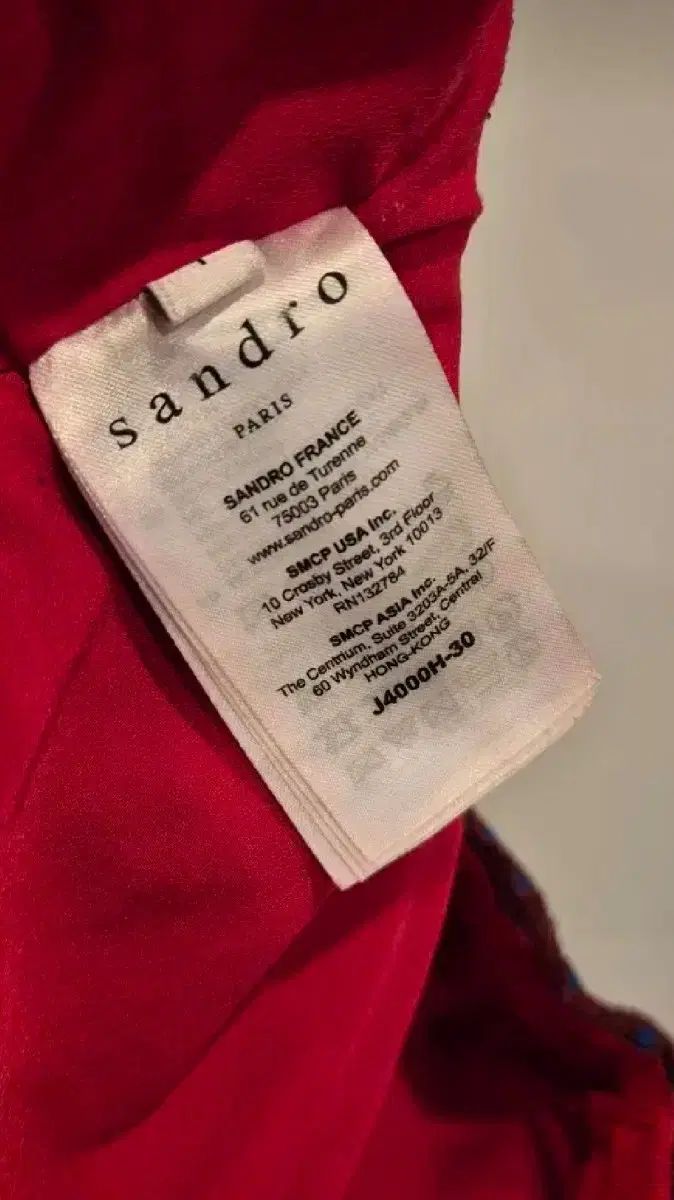 sandro
PARIS
SANDRO FRANCE
61 rue de Turenne
75003 Paris
www.sandro-paris.com
SMCP USA Inc.
10 Crosby Street, 3rd Floor
New York, New York 10013
RN132784
SMCP ASIA Inc.
The Centrium, Suite 3203A-5A, 32/F
60 Wyndham Street, Central
HONG-KONG
J4000H-30